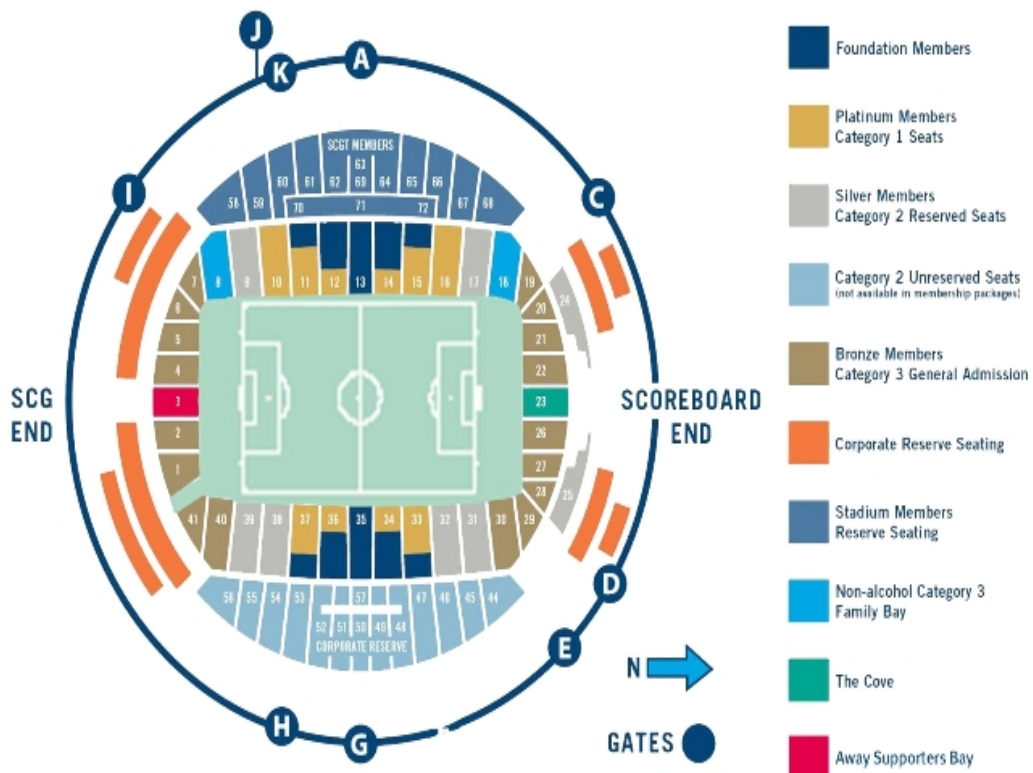 J
K
A
I
C
SCGT MEMBERS
63
60 61 62 69 64 65 66
58 59 67 68
70 71 72
7 8 9 10 11 12 13 14 15 16 17 18 19
6
5
4
3
2
1
20
21
22
23
26
27
28
24
25
SCG
END
SCOREBOARD
END
41 40 39 38 37 36 35 34 33 32 31 30 29
56 55 54 53 57 47 46 45 44
52 51 50 49 48
CORPORATE RESERVE
D
E
H
G
N
GATES
Foundation Members
Platinum Members
Category 1 Seats
Silver Members
Category 2 Reserved Seats
Category 2 Unreserved Seats
(not available in membership packages)
Bronze Members
Category 3 General Admission
Corporate Reserve Seating
Stadium Members
Reserve Seating
Non-alcohol Category 3
Family Bay
The Cove
Away Supporters Bay